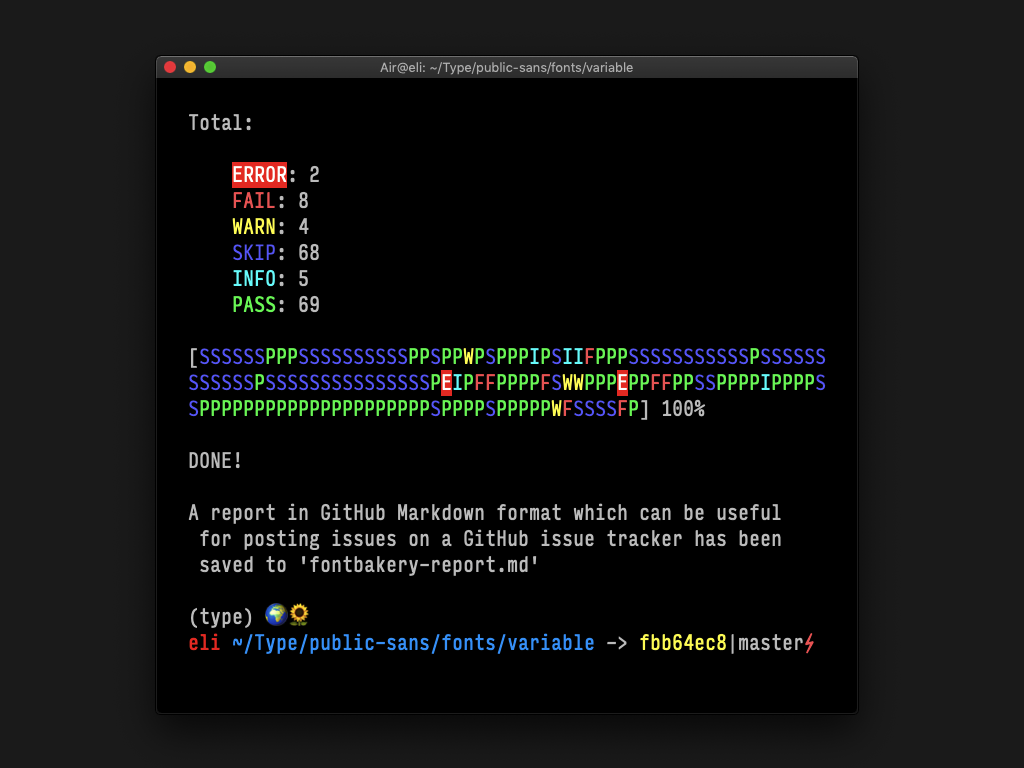 Air@eli: ~/Type/public-sans/fonts/variable
Total:
ERROR: 2
FAIL: 8
WARN: 4
SKIP: 68
INFO: 5
PASS: 69
[SSSSSSPPPSSSSSSSSSSPPSPPWPSPPPIPSIIFPPPSSSSSSSSSSSPSSSSSS
SSSSSSPSSSSSSSSSSSSSSSPEIPFFPPPPFSWWPPPEPPFFPPSSPPPPIPPPPS
SPPPPPPPPPPPPPPPPPPPPPSPPPPSPPPPPWFSSSSFP] 100%
DONE!
A report in GitHub Markdown format which can be useful
for posting issues on a GitHub issue tracker has been
saved to 'fontbakery-report.md'
(type) 🌍🌻
eli ~/Type/public-sans/fonts/variable -> fbb64ec8|master⚡